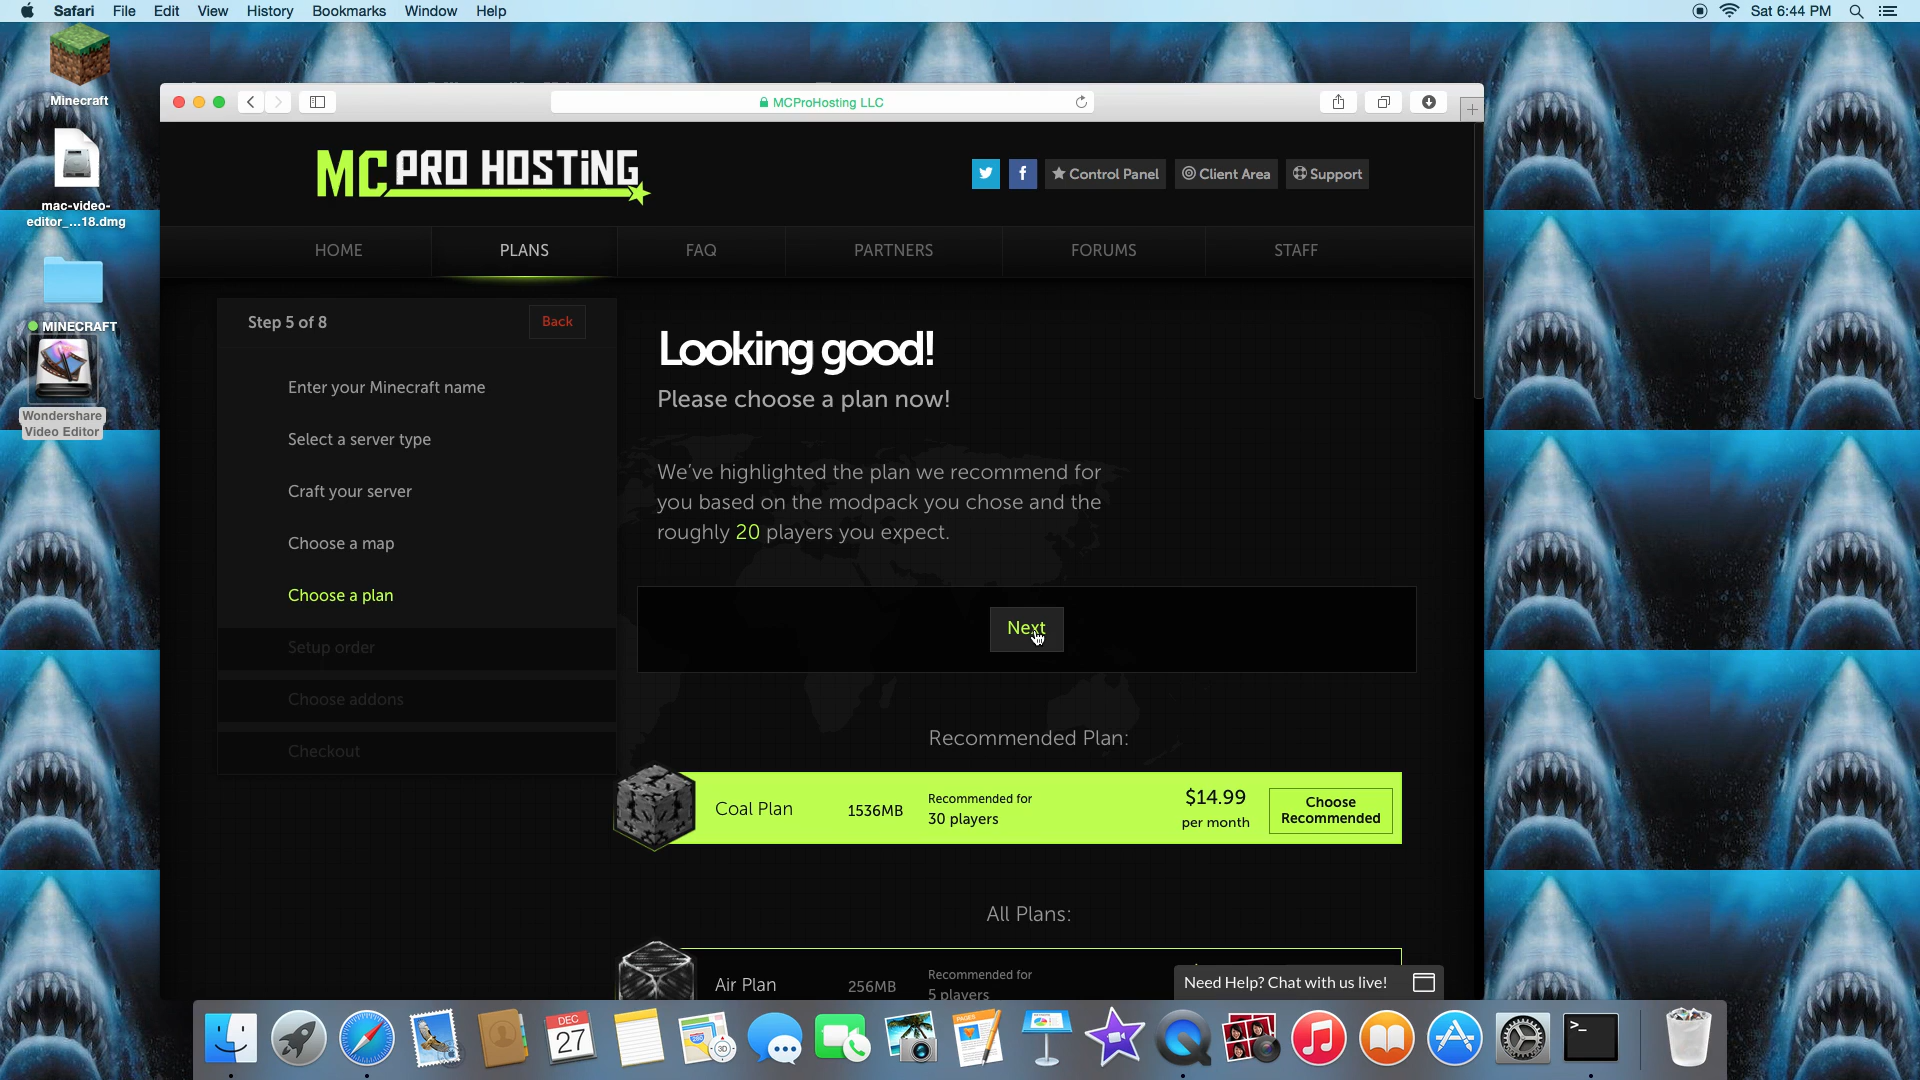 Safari File Edit View History Bookmarks Window Help
Sat 6:44 PM
Minecraft
mac-video-
editor_...18.dmg
MINECRAFT
Wondershare
Video Editor
MCProHosting LLC
MC PRO HOSTING
Control Panel
Client Area
Support
HOME
PLANS
FAQ
PARTNERS
FORUMS
STAFF
Step 5 of 8
Back
Enter your Minecraft name
Select a server type
Craft your server
Choose a map
Choose a plan
Setup order
Choose addons
Checkout
Looking good!
Please choose a plan now!
We've highlighted the plan we recommend for
you based on the modpack you chose and the
roughly 20 players you expect.
Next
Recommended Plan:
Coal Plan
1536MB
Recommended for
30 players
$14.99
per month
Choose
Recommended
All Plans:
Air Plan
256MB
Recommended for
5 players
Need Help? Chat with us live!
DEC
27
PAGES
3D